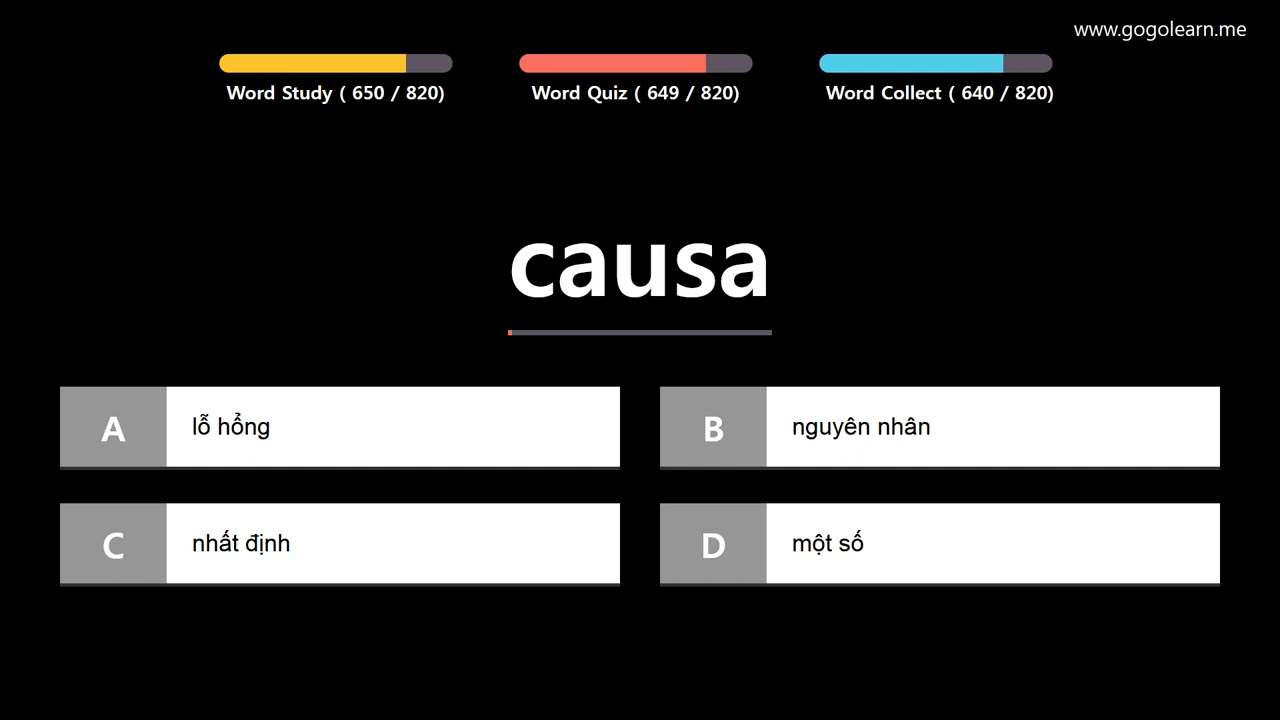 www.gogolearn.me
Word Study ( 650 / 820)
Word Quiz ( 649 / 820)
Word Collect ( 640 / 820)
causa
A
lỗ hổng
B
nguyên nhân
C
nhất định
D
một số